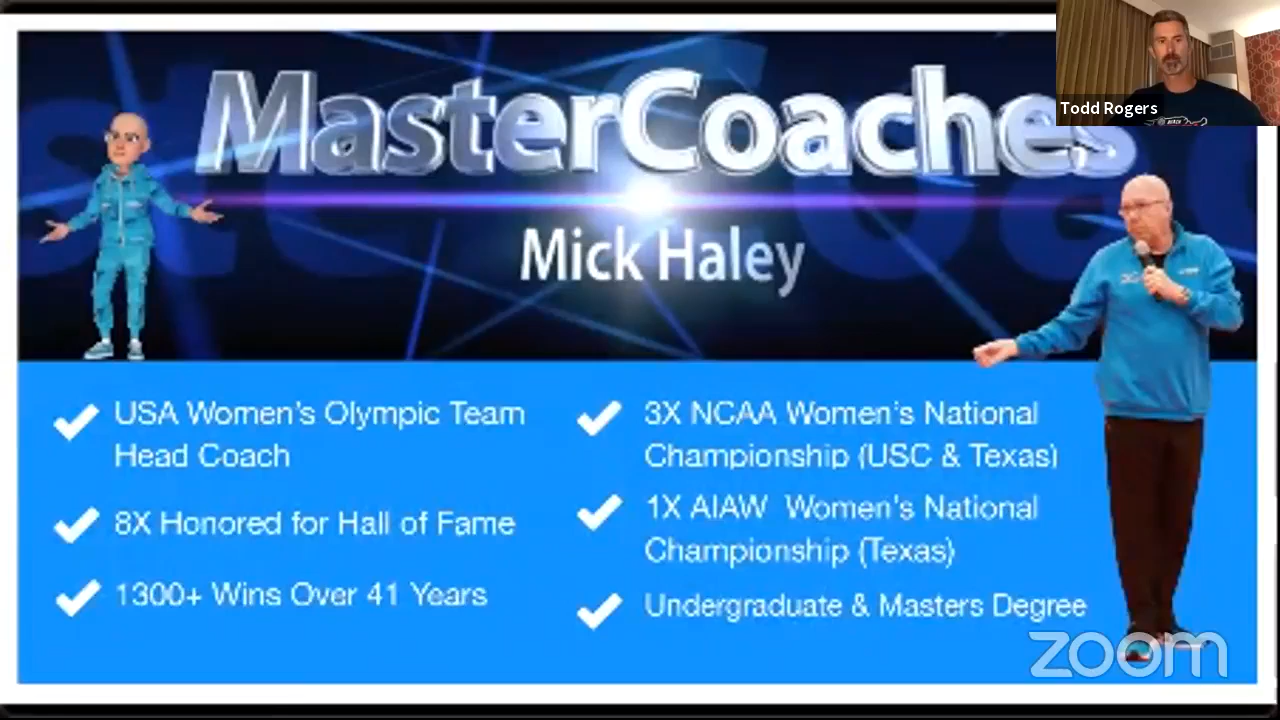 MasterCoaches
Todd Rogers
Mick Haley
USA Women's Olympic Team
Head Coach
8X Honored for Hall of Fame
1300+ Wins Over 41 Years
3X NCAA Women's National
Championship (USC & Texas)
1X AIAW Women's National
Championship (Texas)
Undergraduate & Masters Degree
zoom